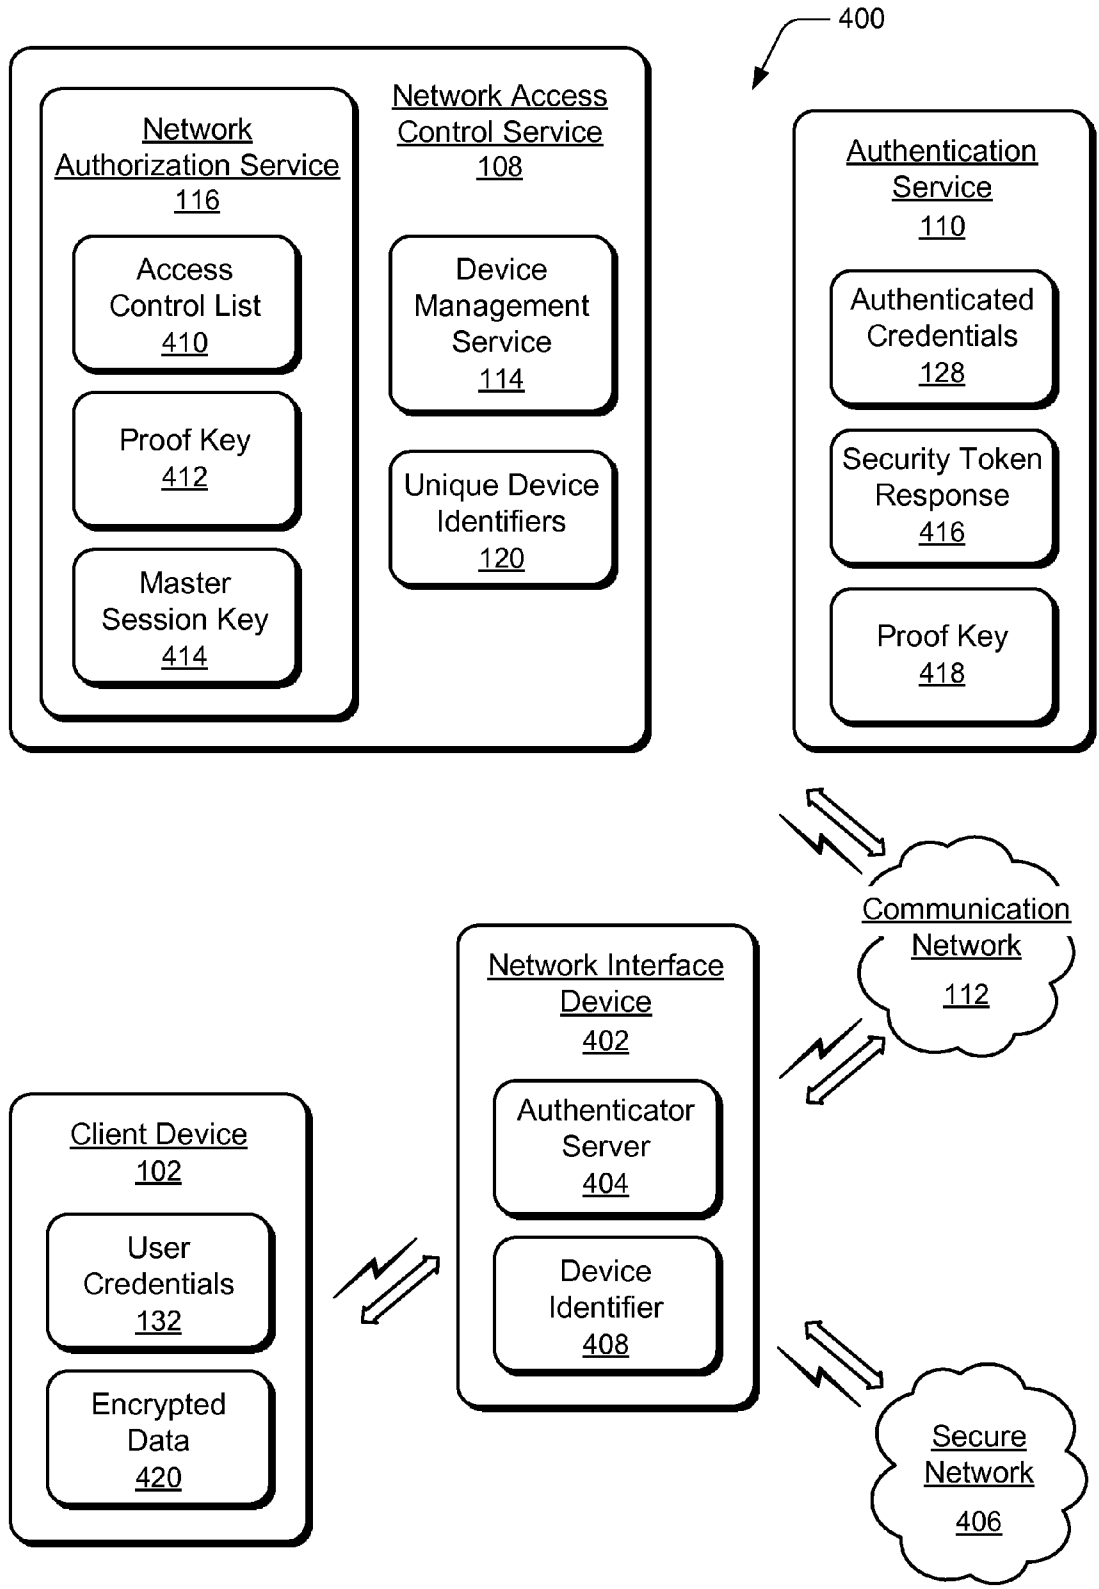 400
Network Access
Control Service
108
Network
Authorization Service
116
Access
Control List
410
Proof Key
412
Master
Session Key
414
Device
Management
Service
114
Unique Device
Identifiers
120
Authentication
Service
110
Authenticated
Credentials
128
Security Token
Response
416
Proof Key
418
Communication
Network
112
Network Interface
Device
402
Authenticator
Server
404
Device
Identifier
408
Client Device
102
User
Credentials
132
Encrypted
Data
420
Secure
Network
406